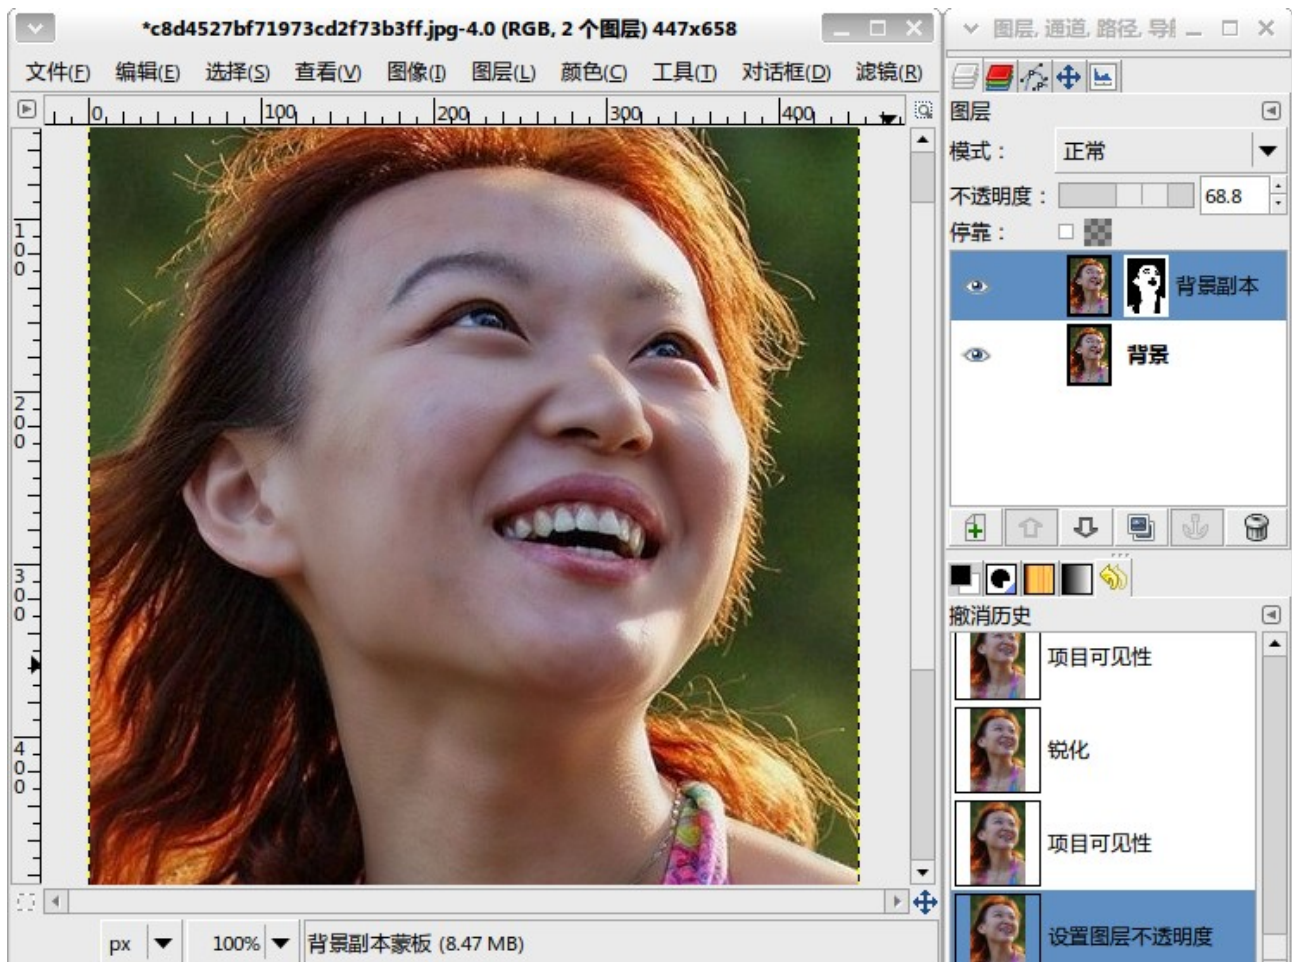 *c8d4527bf71973cd2f73b3ff.jpg-4.0 (RGB, 2 个图层) 447x658
文件(F) 编辑(E) 选择(S) 查看(V) 图像(I) 图层(L) 颜色(C) 工具(T) 对话框(D) 滤镜(R)
0 100 200 300 400
100
200
300
400
px 100% 背景副本蒙板 (8.47 MB)
图层, 通道, 路径, 导
图层
模式： 正常
不透明度： 68.8
停靠：
背景副本
背景
撤消历史
项目可见性
锐化
项目可见性
设置图层不透明度